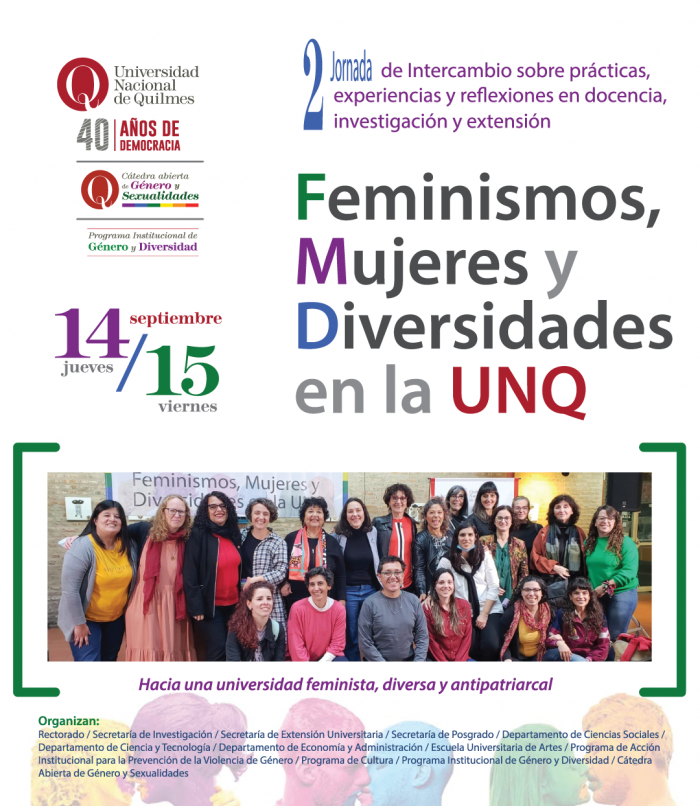 Universidad
Nacional
de Quilmes
40 AÑOS DE
DEMOCRACIA
Cátedra abierta
de Género y
Sexualidades
Programa Institucional de
Género y Diversidad
14 septiembre
jueves / 15
viernes
2 Jornada de Intercambio sobre prácticas,
experiencias y reflexiones en docencia,
investigación y extensión
Feminismos,
Mujeres y
Diversidades
en la UNQ
Feminismos, Mujeres y
Diversidades en la UNQ
Hacia una universidad feminista, diversa y antipatriarcal
Organizan:
Rectorado / Secretaría de Investigación / Secretaría de Extensión Universitaria / Secretaría de Posgrado / Departamento de Ciencias Sociales /
Departamento de Ciencia y Tecnología / Departamento de Economía y Administración / Escuela Universitaria de Artes / Programa de Acción
Institucional para la Prevención de la Violencia de Género / Programa de Cultura / Programa Institucional de Género y Diversidad / Cátedra
Abierta de Género y Sexualidades